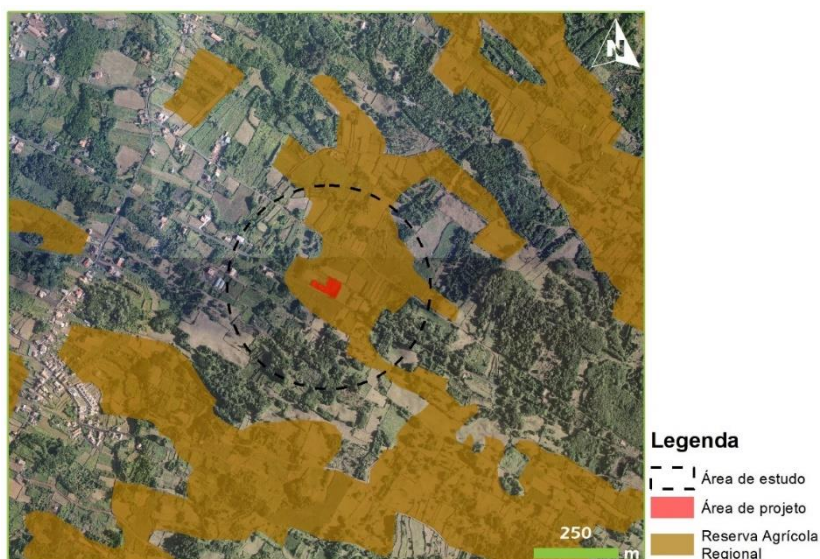 N
250
m
Legenda
Área de estudo
Área de projeto
Reserva Agrícola
Regional